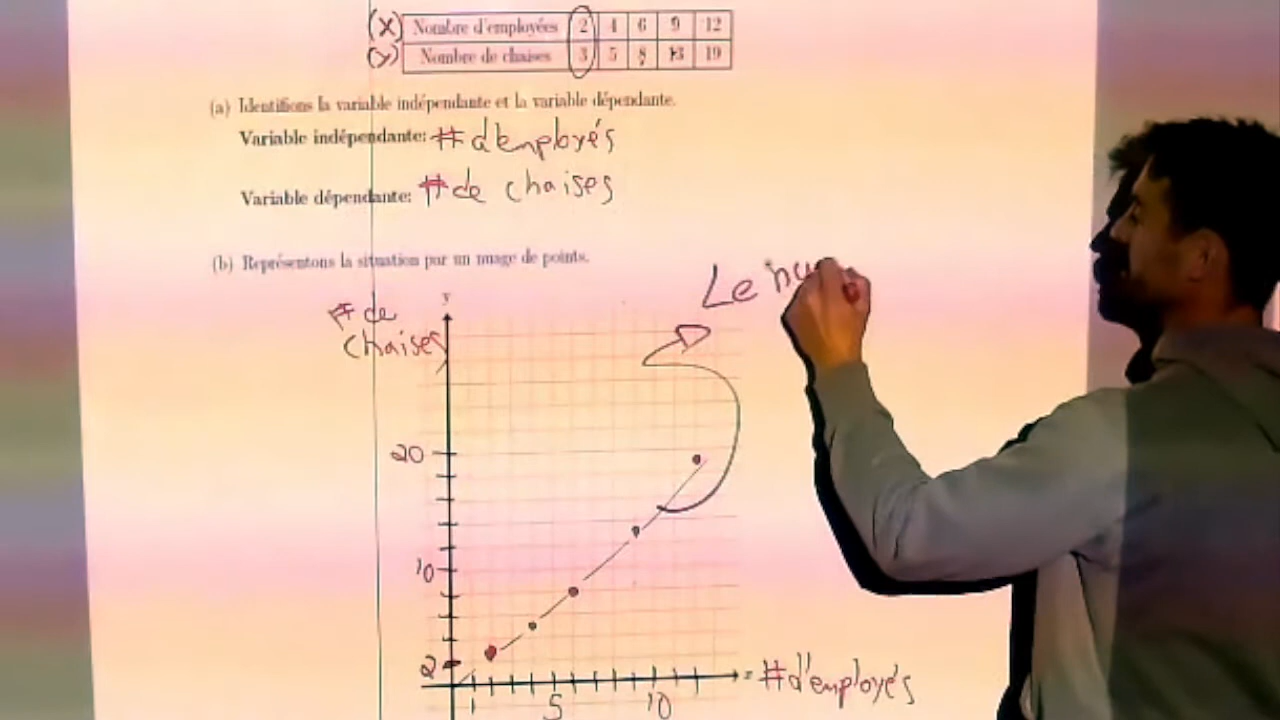 (x) Nombre d'employées 2 4 6 9 12
(y) Nombre de chaises 3 5 8 13 19
(a) Identifions la variable indépendante et la variable dépendante.
Variable indépendante: # d'employés
Variable dépendante: # de chaises
(b) Représentons la situation par un nuage de points.
Le nu
# de
chaises
y
20
10
2
x # d'employés
1 5 10